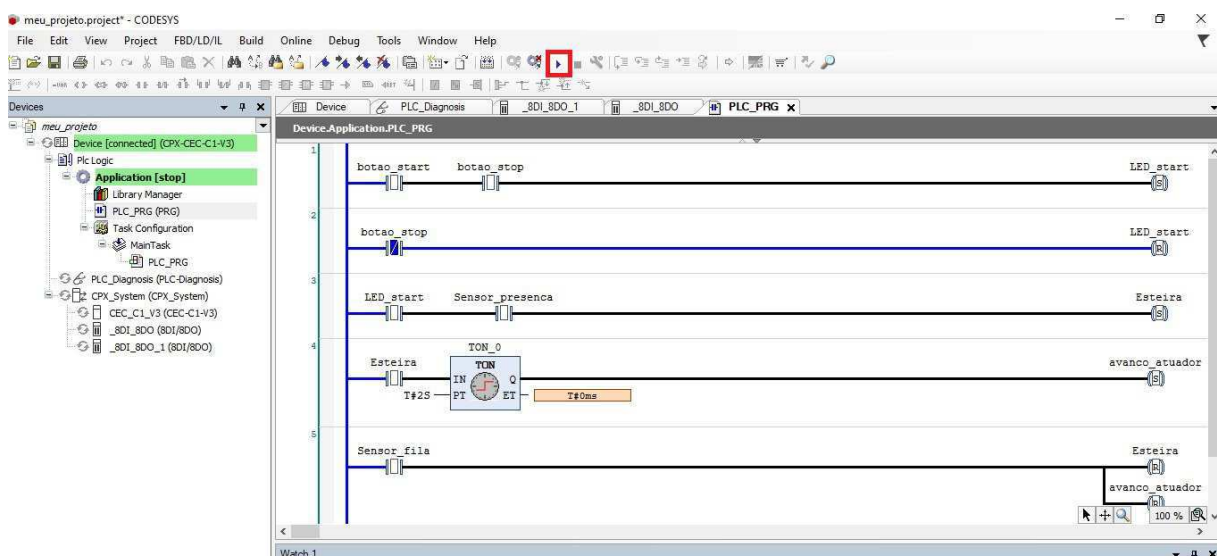 meu_projeto.project* - CODESYS
File Edit View Project FBD/LD/IL Build Online Debug Tools Window Help
Devices
meu_projeto
Device [connected] (CPX-CEC-C1-V3)
Plc Logic
Application [stop]
Library Manager
PLC_PRG (PRG)
Task Configuration
MainTask
PLC_PRG
PLC_Diagnosis (PLC-Diagnosis)
CPX_System (CPX_System)
CEC_C1_V3 (CEC-C1-V3)
_8DI_8DO (8DI/8DO)
_8DI_8DO_1 (8DI/8DO)
Device PLC_Diagnosis _8DI_8DO_1 _8DI_8DO PLC_PRG
Device.Application.PLC_PRG
1
botao_start botao_stop LED_start
S
2
botao_stop LED_start
R
3
LED_start Sensor_presenca Esteira
S
4
TON_0
Esteira TON avanco_atuador
IN Q S
T#2S PT ET T#0ms
5
Sensor_fila Esteira
R
avanco_atuador
R
100 %
Watch 1